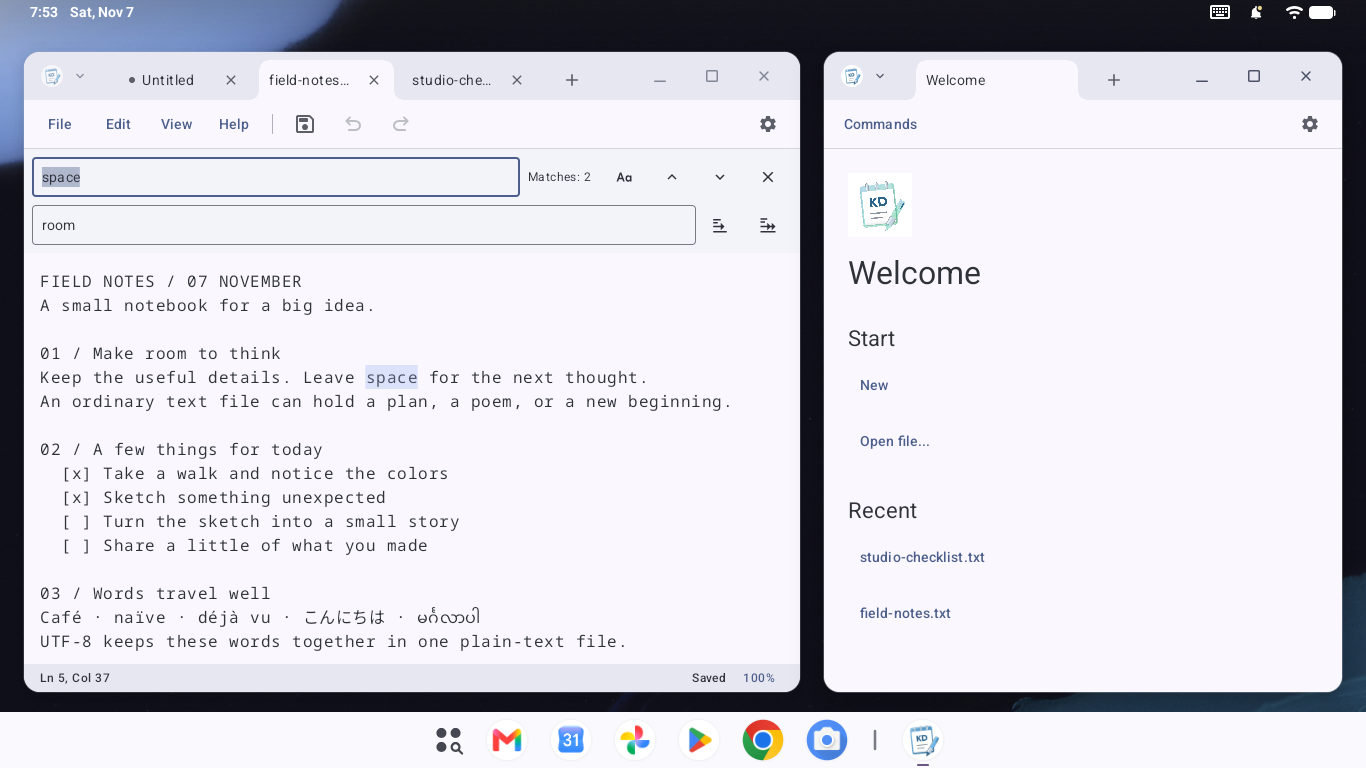 7:53 Sat, Nov 7
Untitled
field-notes…
studio-che…
File Edit View Help
space
Matches: 2
Aa
room
FIELD NOTES / 07 NOVEMBER
A small notebook for a big idea.
01 / Make room to think
Keep the useful details. Leave space for the next thought.
An ordinary text file can hold a plan, a poem, or a new beginning.
02 / A few things for today
[x] Take a walk and notice the colors
[x] Sketch something unexpected
[ ] Turn the sketch into a small story
[ ] Share a little of what you made
03 / Words travel well
Café · naïve · déjà vu · こんにちは · မင်္ဂလာပါ
UTF-8 keeps these words together in one plain-text file.
Ln 5, Col 37
Saved 100%
Welcome
Commands
KD
Welcome
Start
New
Open file...
Recent
studio-checklist.txt
field-notes.txt
31
KD